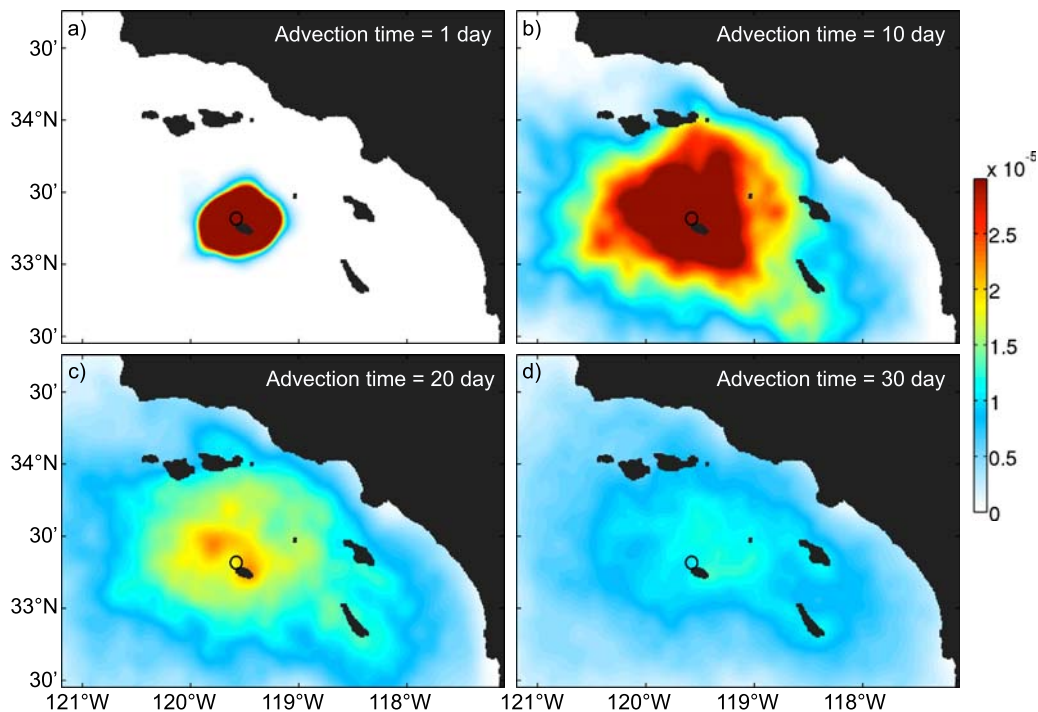 a)
Advection time = 1 day
b)
Advection time = 10 day
30’
34°N
30’
33°N
30’
x 10⁻⁵
2
1.5
1
0.5
0
c)
Advection time = 20 day
d)
Advection time = 30 day
30’
34°N
30’
33°N
30’
121°W
120°W
119°W
118°W
121°W
120°W
119°W
118°W